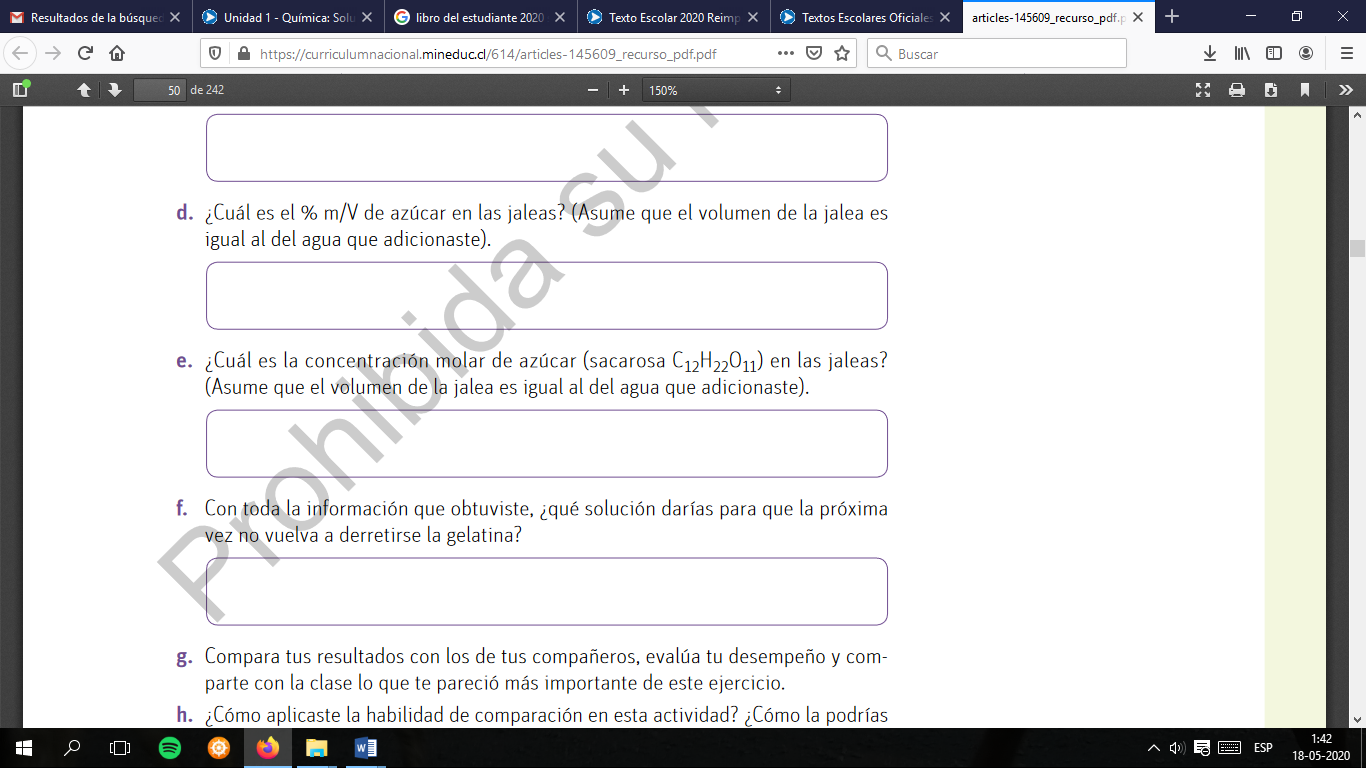 Resultados de la búsqued
Unidad 1 - Química: Solu
libro del estudiante 2020
Texto Escolar 2020 Reimp
Textos Escolares Oficiales
articles-145609_recurso_pdf.p
https://curriculumnacional.mineduc.cl/614/articles-145609_recurso_pdf.pdf
Buscar
50 de 242
150%
d. ¿Cuál es el % m/V de azúcar en las jaleas? (Asume que el volumen de la jalea es
igual al del agua que adicionaste).
e. ¿Cuál es la concentración molar de azúcar (sacarosa C₁₂H₂₂O₁₁) en las jaleas?
(Asume que el volumen de la jalea es igual al del agua que adicionaste).
f. Con toda la información que obtuviste, ¿qué solución darías para que la próxima
vez no vuelva a derretirse la gelatina?
g. Compara tus resultados con los de tus compañeros, evalúa tu desempeño y com-
parte con la clase lo que te pareció más importante de este ejercicio.
h. ¿Cómo aplicaste la habilidad de comparación en esta actividad? ¿Cómo la podrías
Prohibida su
ESP
1:42
18-05-2020